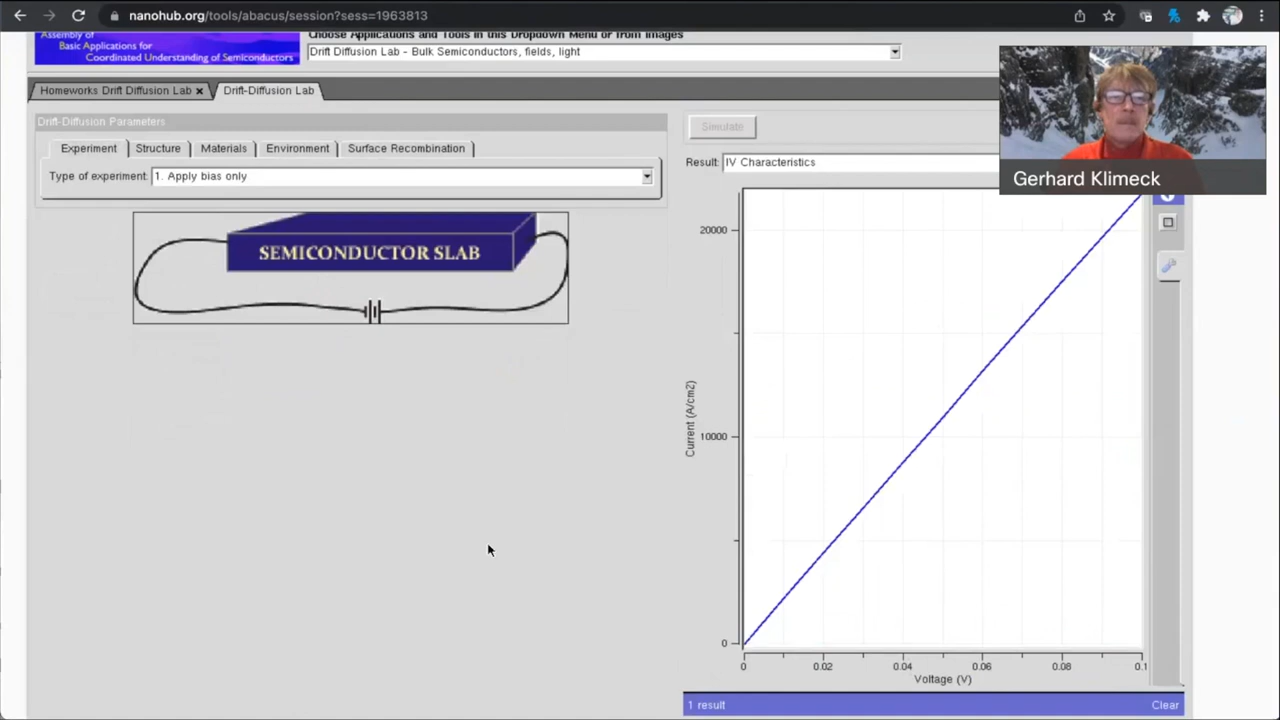 nanohub.org/tools/abacus/session?sess=1963813
Assembly of
Basic Applications for
Coordinated Understanding of Semiconductors
Choose Applications and Tools in this Dropdown Menu or from Images
Drift Diffusion Lab - Bulk Semiconductors, fields, light
Homeworks Drift Diffusion Lab
Drift-Diffusion Lab
Drift-Diffusion Parameters
Experiment
Structure
Materials
Environment
Surface Recombination
Type of experiment: 1. Apply bias only
SEMICONDUCTOR SLAB
Simulate
Result: IV Characteristics
Gerhard Klimeck
20000
10000
0
Current (A/cm2)
0 0.02 0.04 0.06 0.08 0.1
Voltage (V)
1 result
Clear